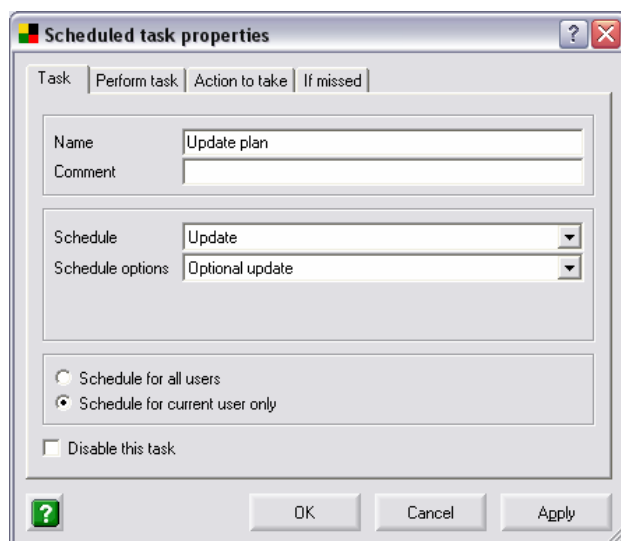 Scheduled task properties
Task Perform task Action to take If missed
Name Update plan
Comment
Schedule Update
Schedule options Optional update
Schedule for all users
Schedule for current user only
Disable this task
? OK Cancel Apply